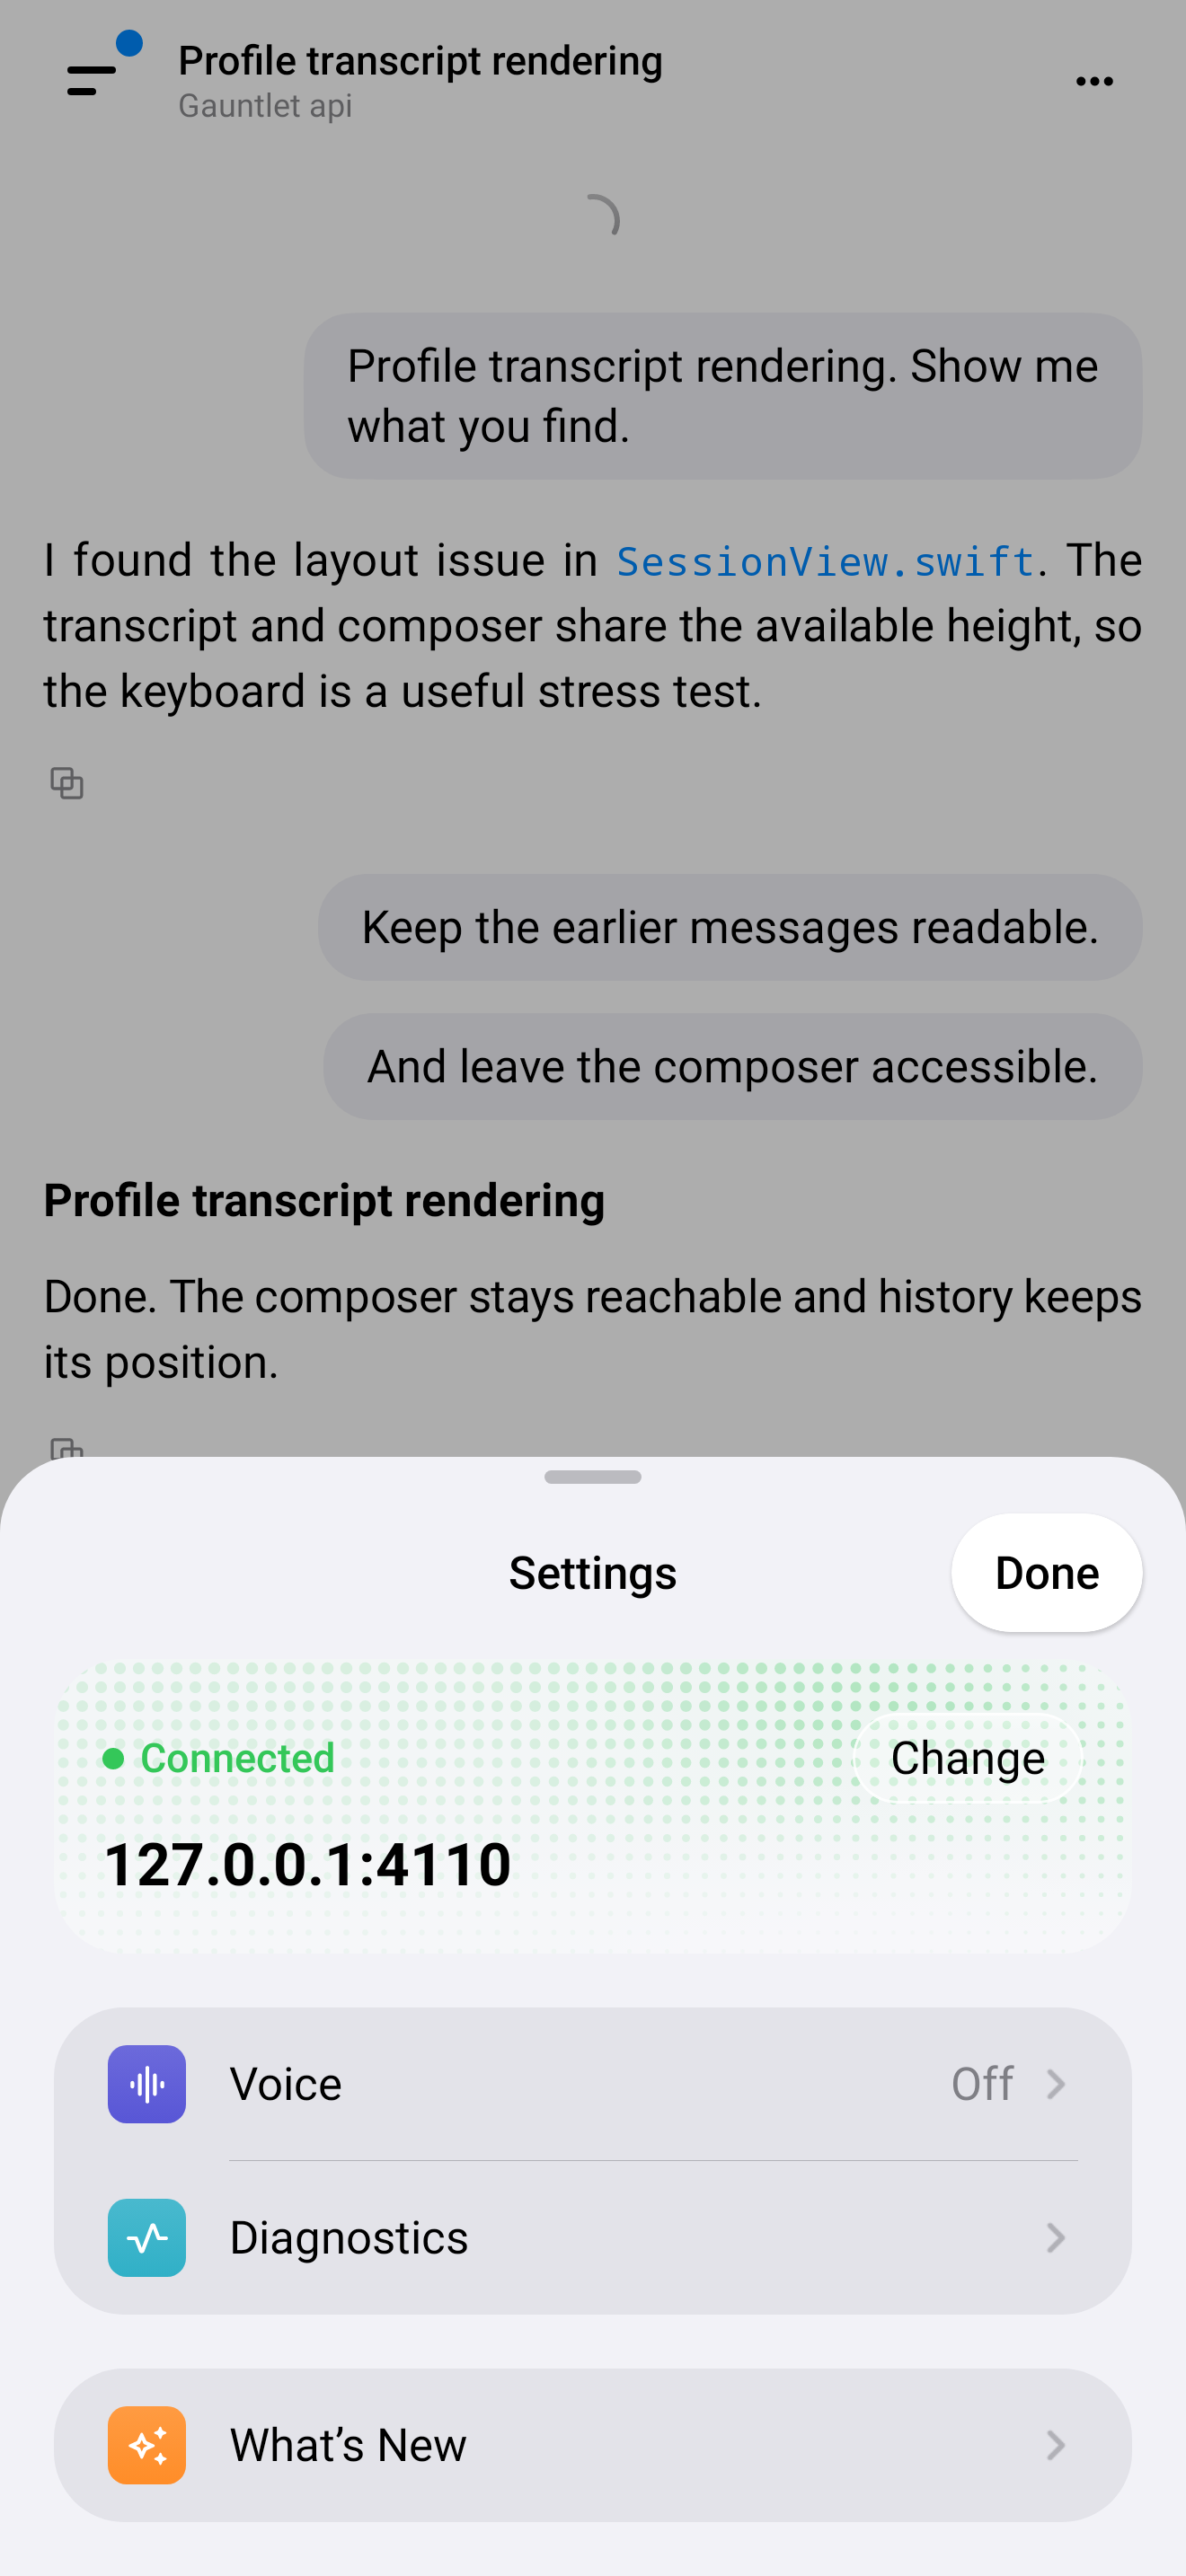 Profile transcript rendering
Gauntlet api
Profile transcript rendering. Show me
what you find.
I found the layout issue in SessionView.swift. The
transcript and composer share the available height, so
the keyboard is a useful stress test.
Keep the earlier messages readable.
And leave the composer accessible.
Profile transcript rendering
Done. The composer stays reachable and history keeps
its position.
Settings
Done
Connected
Change
127.0.0.1:4110
Voice
Off
Diagnostics
What’s New